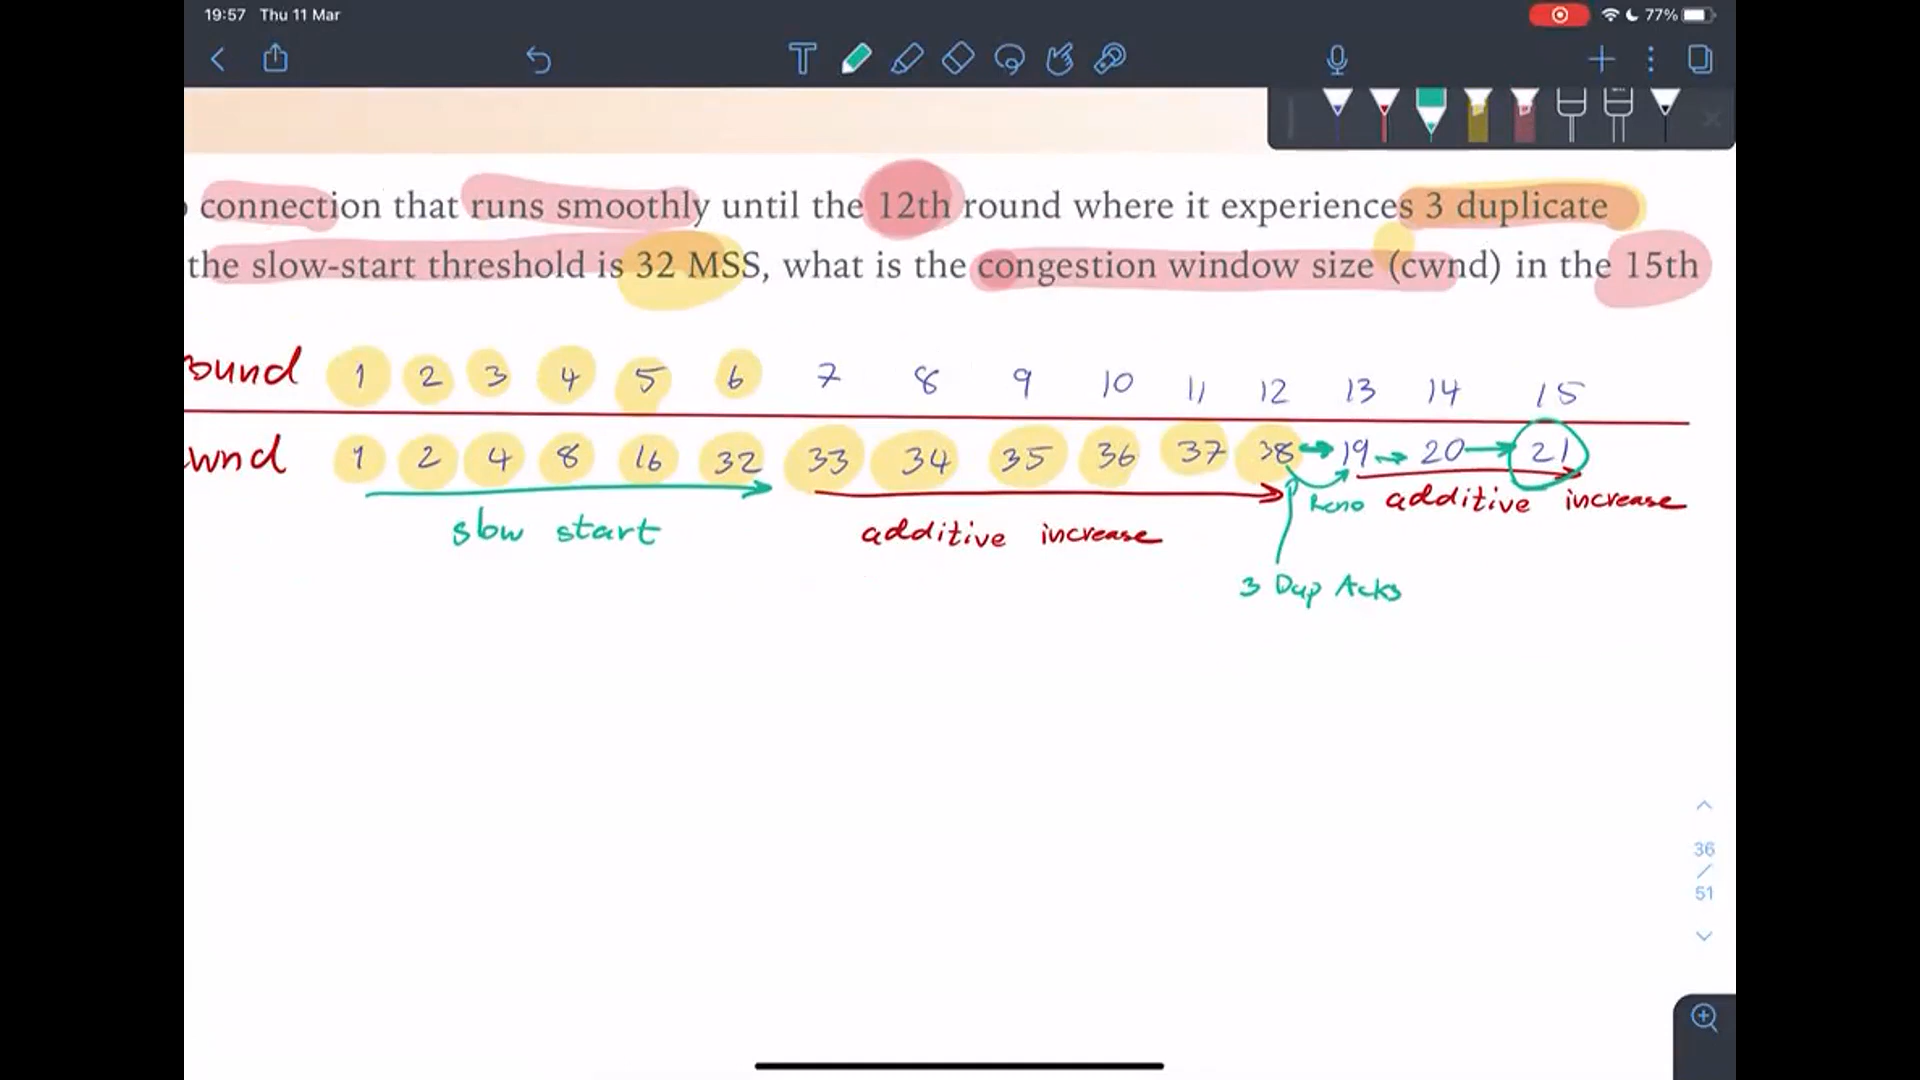 19:57 Thu 11 Mar 77%
connection that runs smoothly until the 12th round where it experiences 3 duplicate
the slow-start threshold is 32 MSS, what is the congestion window size (cwnd) in the 15th
ound 1 2 3 4 5 6 7 8 9 10 11 12 13 14 15
wnd 1 2 4 8 16 32 33 34 35 36 37 38 19 20 21
slow start additive increase Reno additive increase
3 Dup Acks
36
/
51